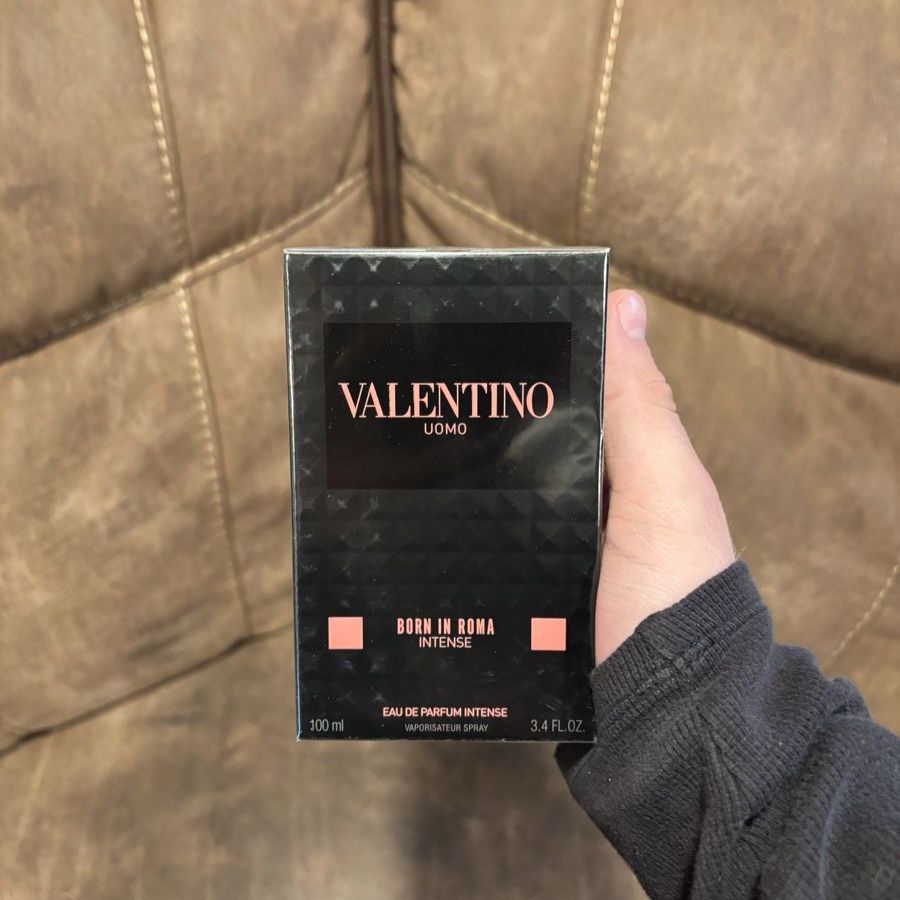 VALENTINO
UOMO
BORN IN ROMA
INTENSE
EAU DE PARFUM INTENSE
100 ml VAPORISATEUR SPRAY 3.4 FL.OZ.